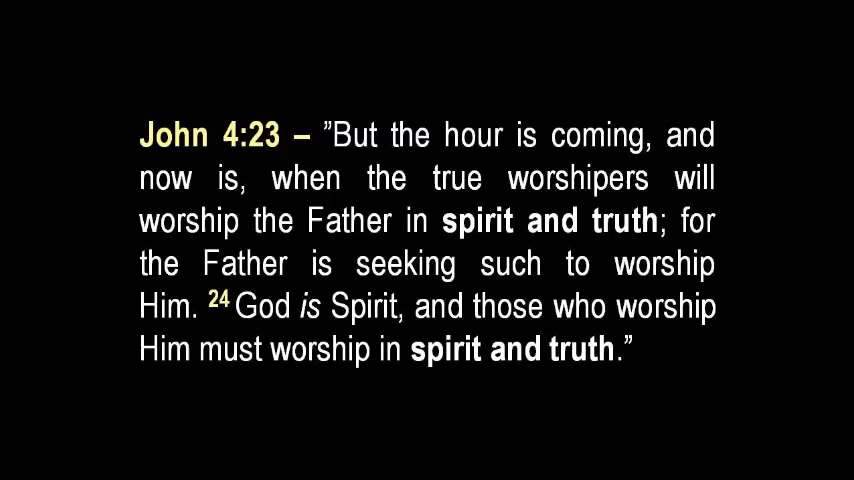 John 4:23 – ”But the hour is coming, and
now is, when the true worshipers will
worship the Father in spirit and truth; for
the Father is seeking such to worship
Him. 24 God is Spirit, and those who worship
Him must worship in spirit and truth.”